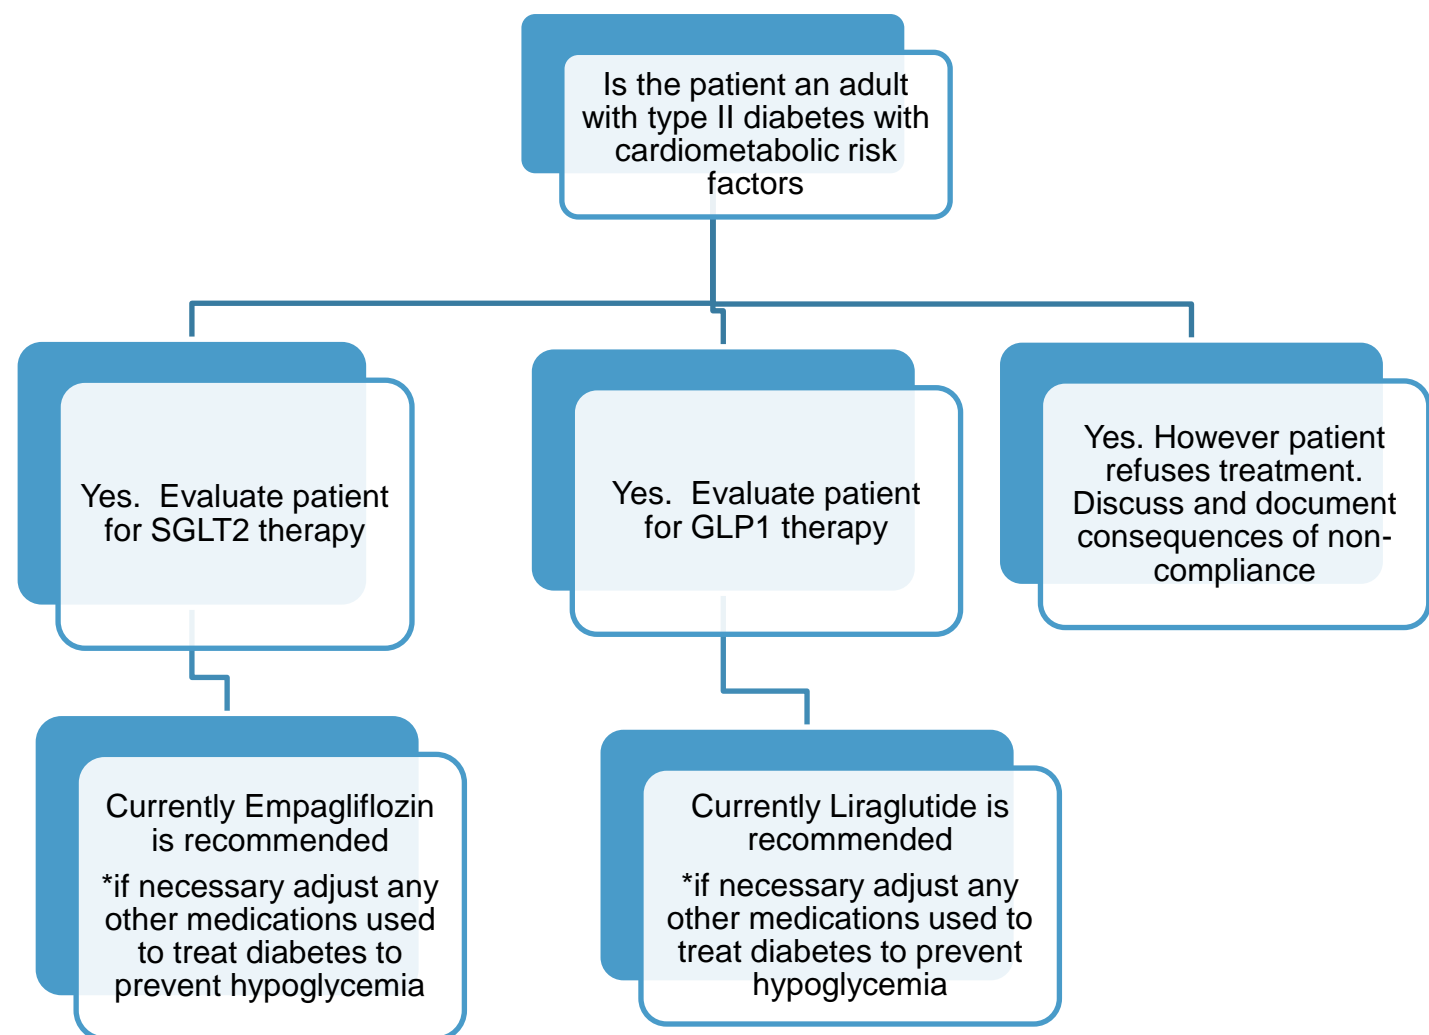 Is the patient an adult
with type II diabetes with
cardiometabolic risk
factors
Yes.  Evaluate patient
for SGLT2 therapy
Yes.  Evaluate patient
for GLP1 therapy
Yes. However patient
refuses treatment.
Discuss and document
consequences of non-
compliance
Currently Empagliflozin
is recommended
*if necessary adjust any
other medications used
to treat diabetes to
prevent hypoglycemia
Currently Liraglutide is
recommended
*if necessary adjust any
other medications used to
treat diabetes to prevent
hypoglycemia